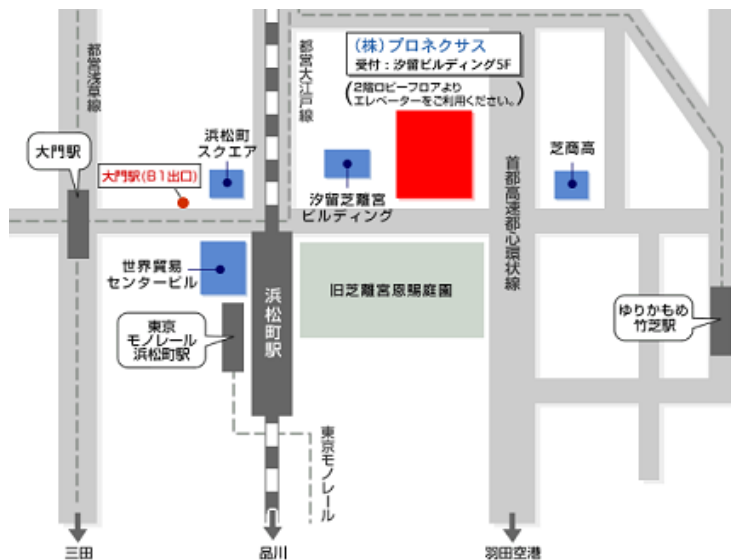 (株)プロネクサス
受付:汐留ビルディング5F
(2階ロビーフロアより
エレベーターをご利用ください。)
都営浅草線
都営大江戸線
大門駅
浜松町
スクエア
大門駅(B1出口)
汐留芝離宮
ビルディング
首都高速都心環状線
芝商高
世界貿易
センタービル
浜松町駅
旧芝離宮恩賜庭園
東京
モノレール
浜松町駅
ゆりかもめ
竹芝駅
東京モノレール
三田
品川
羽田空港